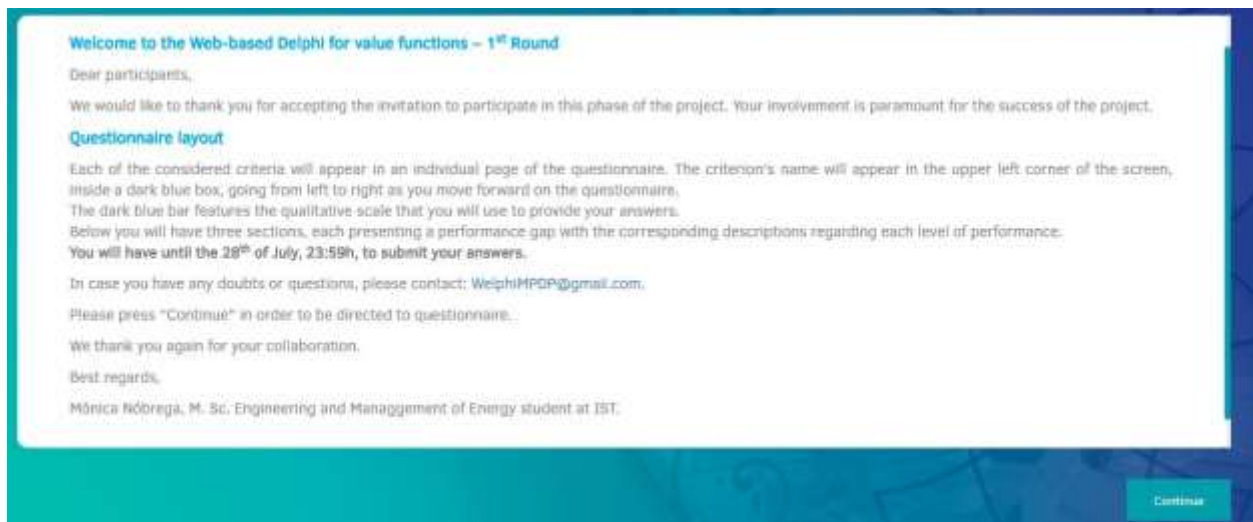 Welcome to the Web-based Delphi for value functions – 1st Round
Dear participants,
We would like to thank you for accepting the invitation to participate in this phase of the project. Your involvement is paramount for the success of the project.
Questionnaire layout
Each of the considered criteria will appear in an individual page of the questionnaire. The criterion's name will appear in the upper left corner of the screen,
inside a dark blue box, going from left to right as you move forward on the questionnaire.
The dark blue bar features the qualitative scale that you will use to provide your answers.
Below you will have three sections, each presenting a performance gap with the corresponding descriptions regarding each level of performance.
You will have until the 28th of July, 23:59h, to submit your answers.
In case you have any doubts or questions, please contact: WelphiMPDP@gmail.com.
Please press "Continue" in order to be directed to questionnaire.
We thank you again for your collaboration.
Best regards,
Mónica Nóbrega, M. Sc. Engineering and Managgement of Energy student at IST.
Continue